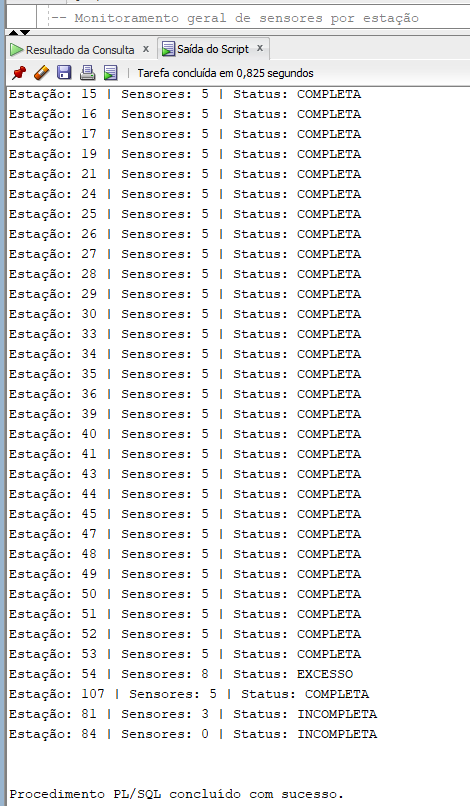 -- Monitoramento geral de sensores por estação
Resultado da Consulta x Saída do Script x
Tarefa concluída em 0,825 segundos
Estação: 15 | Sensores: 5 | Status: COMPLETA
Estação: 16 | Sensores: 5 | Status: COMPLETA
Estação: 17 | Sensores: 5 | Status: COMPLETA
Estação: 19 | Sensores: 5 | Status: COMPLETA
Estação: 21 | Sensores: 5 | Status: COMPLETA
Estação: 24 | Sensores: 5 | Status: COMPLETA
Estação: 25 | Sensores: 5 | Status: COMPLETA
Estação: 26 | Sensores: 5 | Status: COMPLETA
Estação: 27 | Sensores: 5 | Status: COMPLETA
Estação: 28 | Sensores: 5 | Status: COMPLETA
Estação: 29 | Sensores: 5 | Status: COMPLETA
Estação: 30 | Sensores: 5 | Status: COMPLETA
Estação: 33 | Sensores: 5 | Status: COMPLETA
Estação: 34 | Sensores: 5 | Status: COMPLETA
Estação: 35 | Sensores: 5 | Status: COMPLETA
Estação: 36 | Sensores: 5 | Status: COMPLETA
Estação: 39 | Sensores: 5 | Status: COMPLETA
Estação: 40 | Sensores: 5 | Status: COMPLETA
Estação: 41 | Sensores: 5 | Status: COMPLETA
Estação: 43 | Sensores: 5 | Status: COMPLETA
Estação: 44 | Sensores: 5 | Status: COMPLETA
Estação: 45 | Sensores: 5 | Status: COMPLETA
Estação: 47 | Sensores: 5 | Status: COMPLETA
Estação: 48 | Sensores: 5 | Status: COMPLETA
Estação: 49 | Sensores: 5 | Status: COMPLETA
Estação: 50 | Sensores: 5 | Status: COMPLETA
Estação: 51 | Sensores: 5 | Status: COMPLETA
Estação: 52 | Sensores: 5 | Status: COMPLETA
Estação: 53 | Sensores: 5 | Status: COMPLETA
Estação: 54 | Sensores: 8 | Status: EXCESSO
Estação: 107 | Sensores: 5 | Status: COMPLETA
Estação: 81 | Sensores: 3 | Status: INCOMPLETA
Estação: 84 | Sensores: 0 | Status: INCOMPLETA
Procedimento PL/SQL concluído com sucesso.